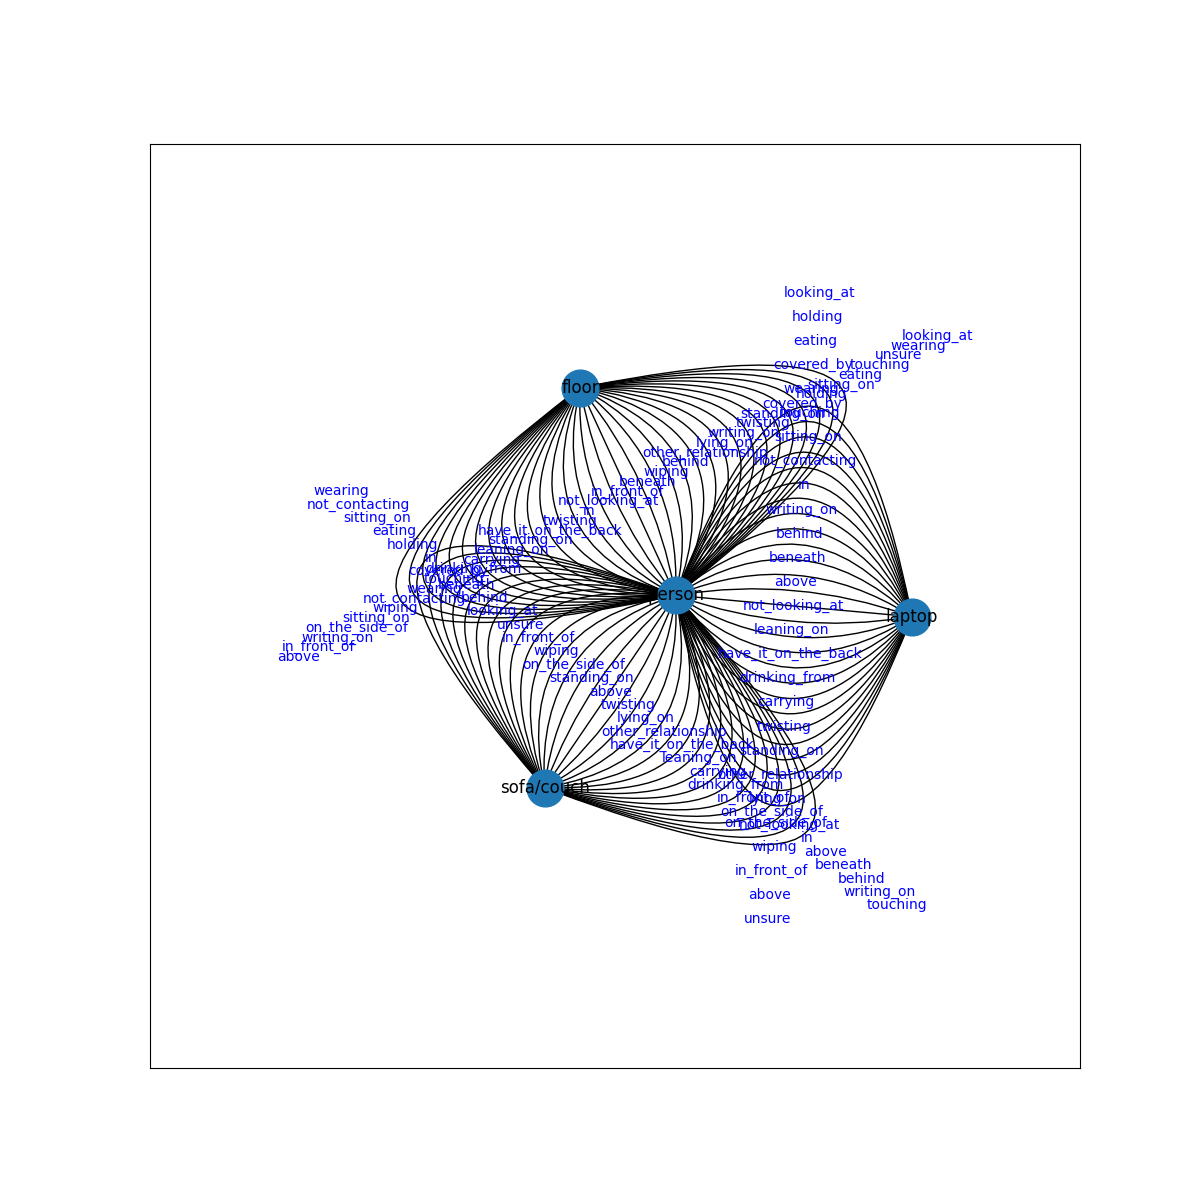 looking_at
holding
looking_at
eating
wearing
unsure
covered_by
touching
eating
floor
sitting_on
wearing
holding
covered_by
standing_on
touching
twisting
writing_on
sitting_on
lying_on
other_relationship
behind
not_contacting
wiping
beneath
in
wearing
in_front_of
not_looking_at
not_contacting
in
writing_on
sitting_on
twisting
eating
have_it_on_the_back
behind
standing_on
holding
leaning_on
in
carrying
beneath
drinking_from
covered_by
touching
above
beneath
wearing
person
not_contacting
behind
not_looking_at
wiping
looking_at
sitting_on
laptop
unsure
on_the_side_of
leaning_on
writing_on
in_front_of
in_front_of
wiping
have_it_on_the_back
above
on_the_side_of
standing_on
drinking_from
above
carrying
twisting
lying_on
twisting
other_relationship
have_it_on_the_back
standing_on
leaning_on
carrying
other_relationship
drinking_from
sofa/couch
in_front_of
lying_on
on_the_side_of
on_the_side_of
not_looking_at
in
wiping
above
beneath
in_front_of
behind
writing_on
above
touching
unsure